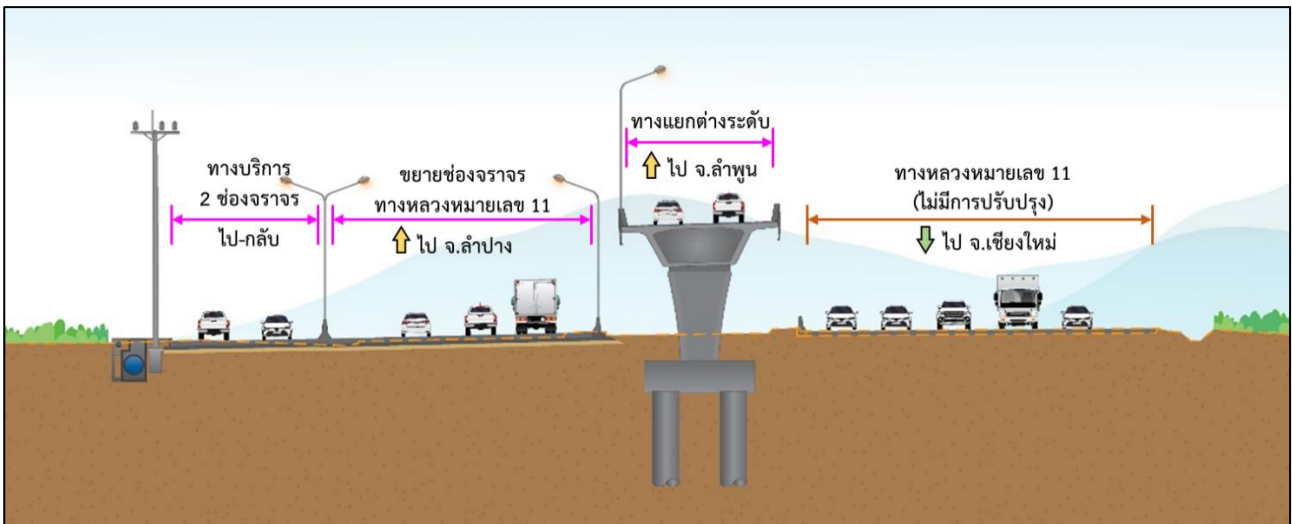 ทางบริการ
2 ช่องจราจร
ไป-กลับ
ขยายช่องจราจร
ทางหลวงหมายเลข 11
ไป จ.ลำปาง
ทางแยกต่างระดับ
ไป จ.ลำพูน
ทางหลวงหมายเลข 11
(ไม่มีการปรับปรุง)
ไป จ.เชียงใหม่